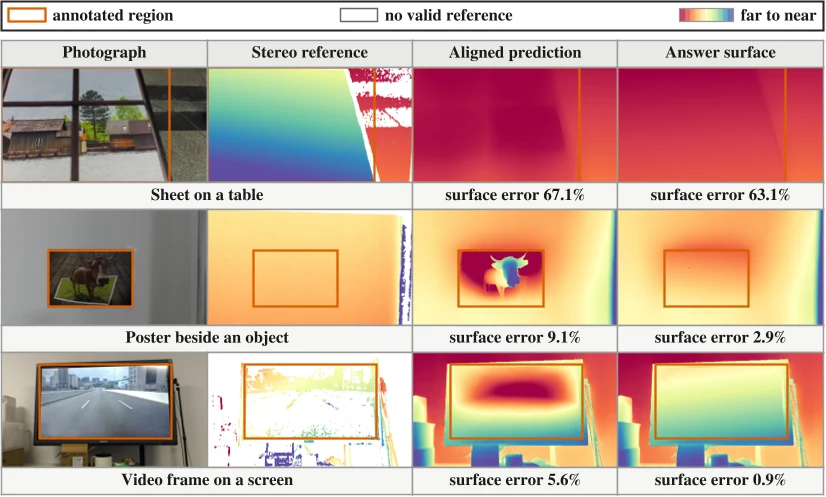 annotated region no valid reference far to near
Photograph Stereo reference Aligned prediction Answer surface
Sheet on a table surface error 67.1% surface error 63.1%
Poster beside an object surface error 9.1% surface error 2.9%
Video frame on a screen surface error 5.6% surface error 0.9%